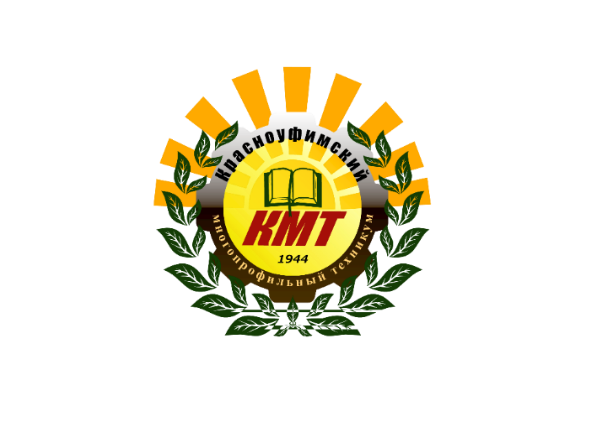 Красноуфимский
КМТ
1944
многопрофильный техникум